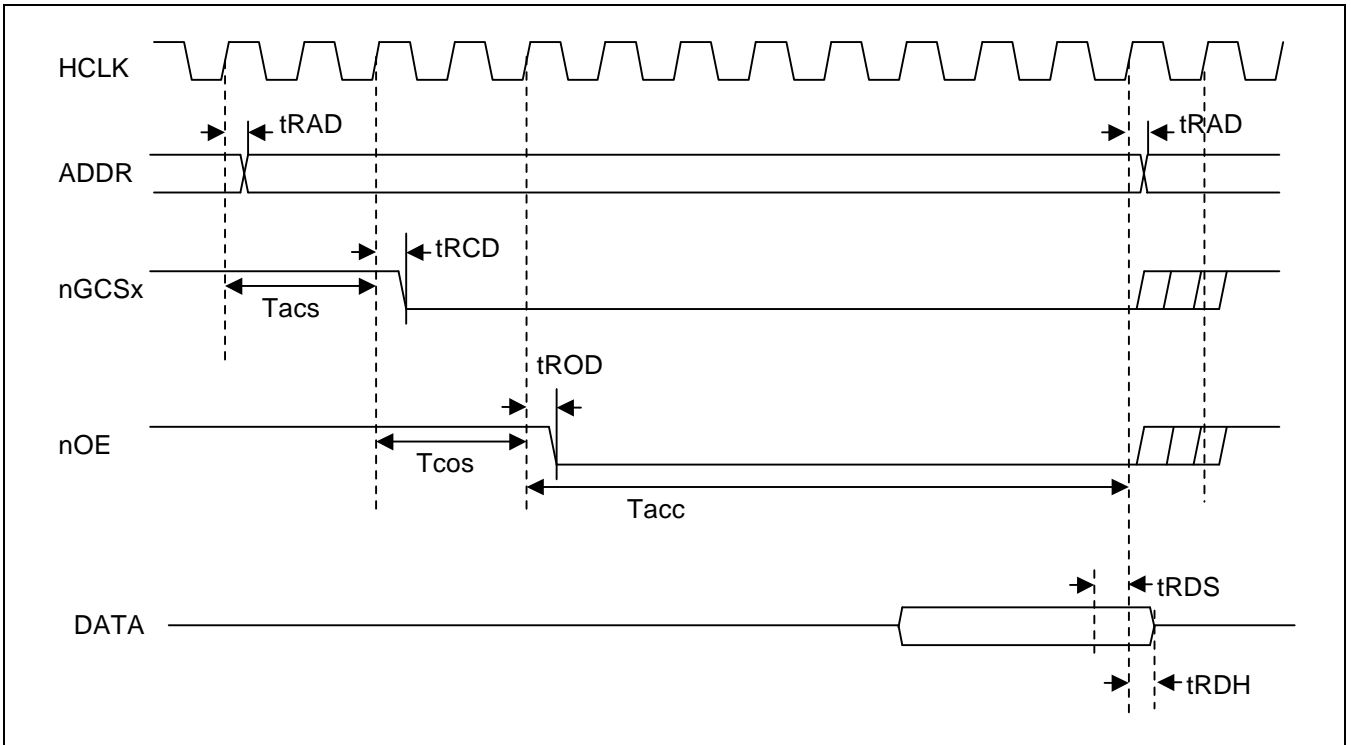 HCLK
tRAD
tRAD
ADDR
tRCD
nGCSx
Tacs
tROD
nOE
Tcos
Tacc
tRDS
DATA
tRDH